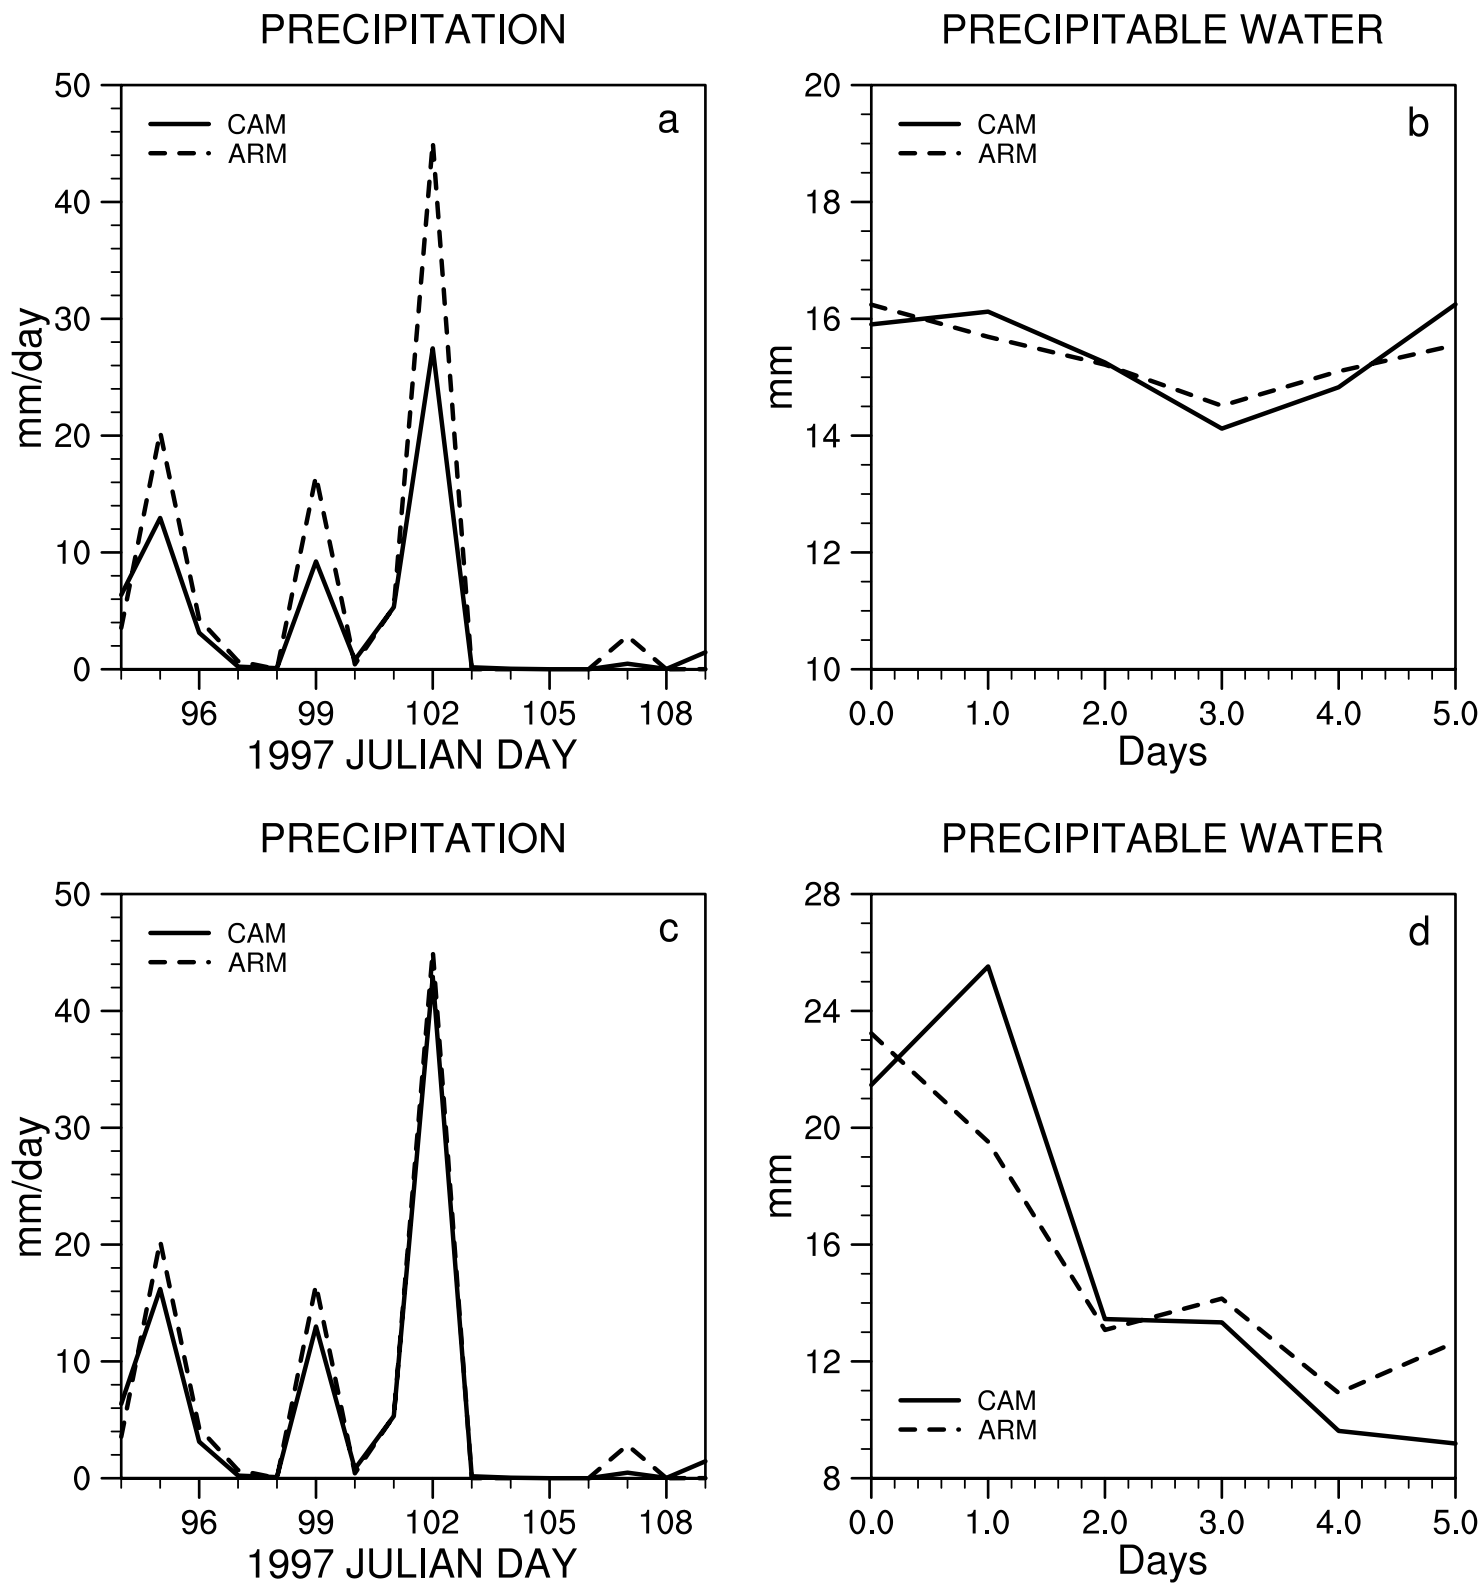 PRECIPITATION
50
40
30
20
10
0
mm/day
CAM
ARM
a
96 99 102 105 108
1997 JULIAN DAY
PRECIPITABLE WATER
20
18
16
14
12
10
mm
CAM
ARM
b
0.0 1.0 2.0 3.0 4.0 5.0
Days
PRECIPITATION
50
40
30
20
10
0
mm/day
CAM
ARM
c
96 99 102 105 108
1997 JULIAN DAY
PRECIPITABLE WATER
28
24
20
16
12
8
mm
d
CAM
ARM
0.0 1.0 2.0 3.0 4.0 5.0
Days